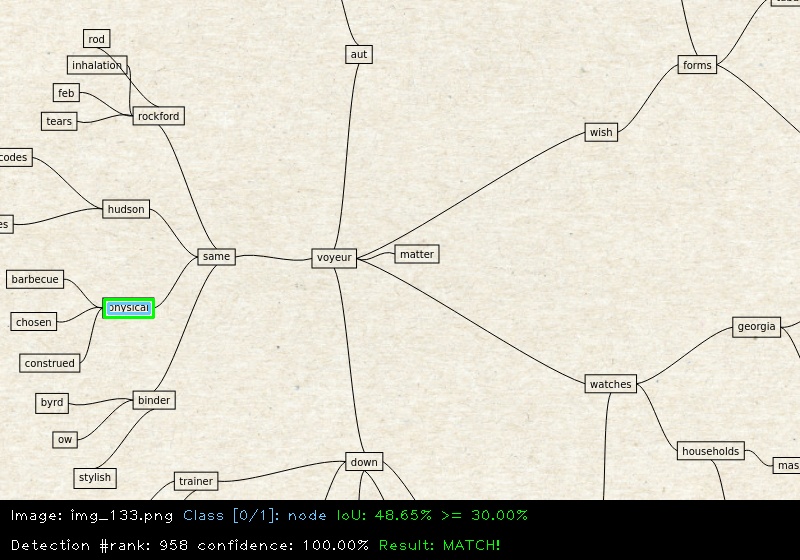 rod
inhalation
feb
tears
rockford
codes
hudson
es
same
barbecue
physical
chosen
construed
byrd
binder
ow
stylish
trainer
aut
voyeur
matter
down
wish
forms
watches
georgia
households
mas
Image: img_133.png Class [0/1]: node IoU: 48.65% >= 30.00%
Detection #rank: 958 confidence: 100.00% Result: MATCH!